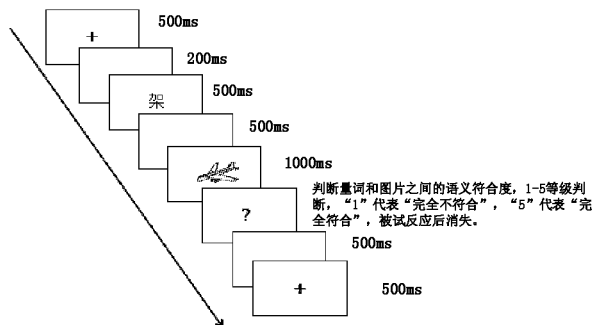 500ms
+
200ms
架
500ms
500ms
1000ms
判断量词和图片之间的语义符合度，1-5等级判
断，“1”代表“完全不符合”，“5”代表“完
全符合”，被试反应后消失。
?
500ms
+
500ms